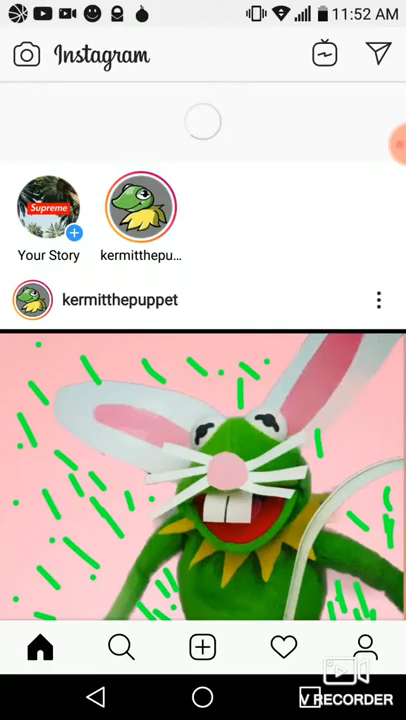 11:52 AM
Instagram
Supreme
Your Story
kermitthepu...
kermitthepuppet
V RECORDER